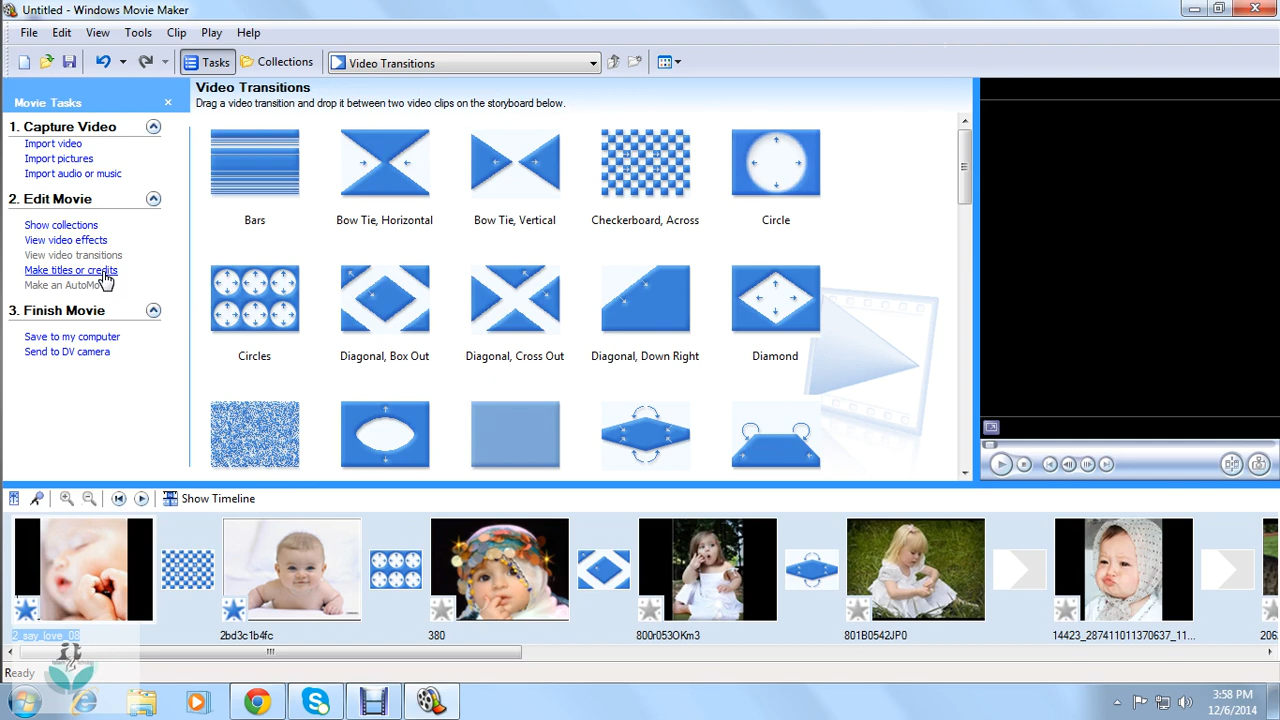 Untitled - Windows Movie Maker
File Edit View Tools Clip Play Help
Tasks Collections Video Transitions
Movie Tasks
1. Capture Video
Import video
Import pictures
Import audio or music
2. Edit Movie
Show collections
View video effects
View video transitions
Make titles or credits
Make an AutoMo
3. Finish Movie
Save to my computer
Send to DV camera
Video Transitions
Drag a video transition and drop it between two video clips on the storyboard below.
Bars Bow Tie, Horizontal Bow Tie, Vertical Checkerboard, Across Circle
Circles Diagonal, Box Out Diagonal, Cross Out Diagonal, Down Right Diamond
Show Timeline
2_say_love_08 2bd3c1b4fc 380 800r053OKm3 801B0542JP0 14423_287411011370637_11... 206
Ready
it
3:58 PM
12/6/2014